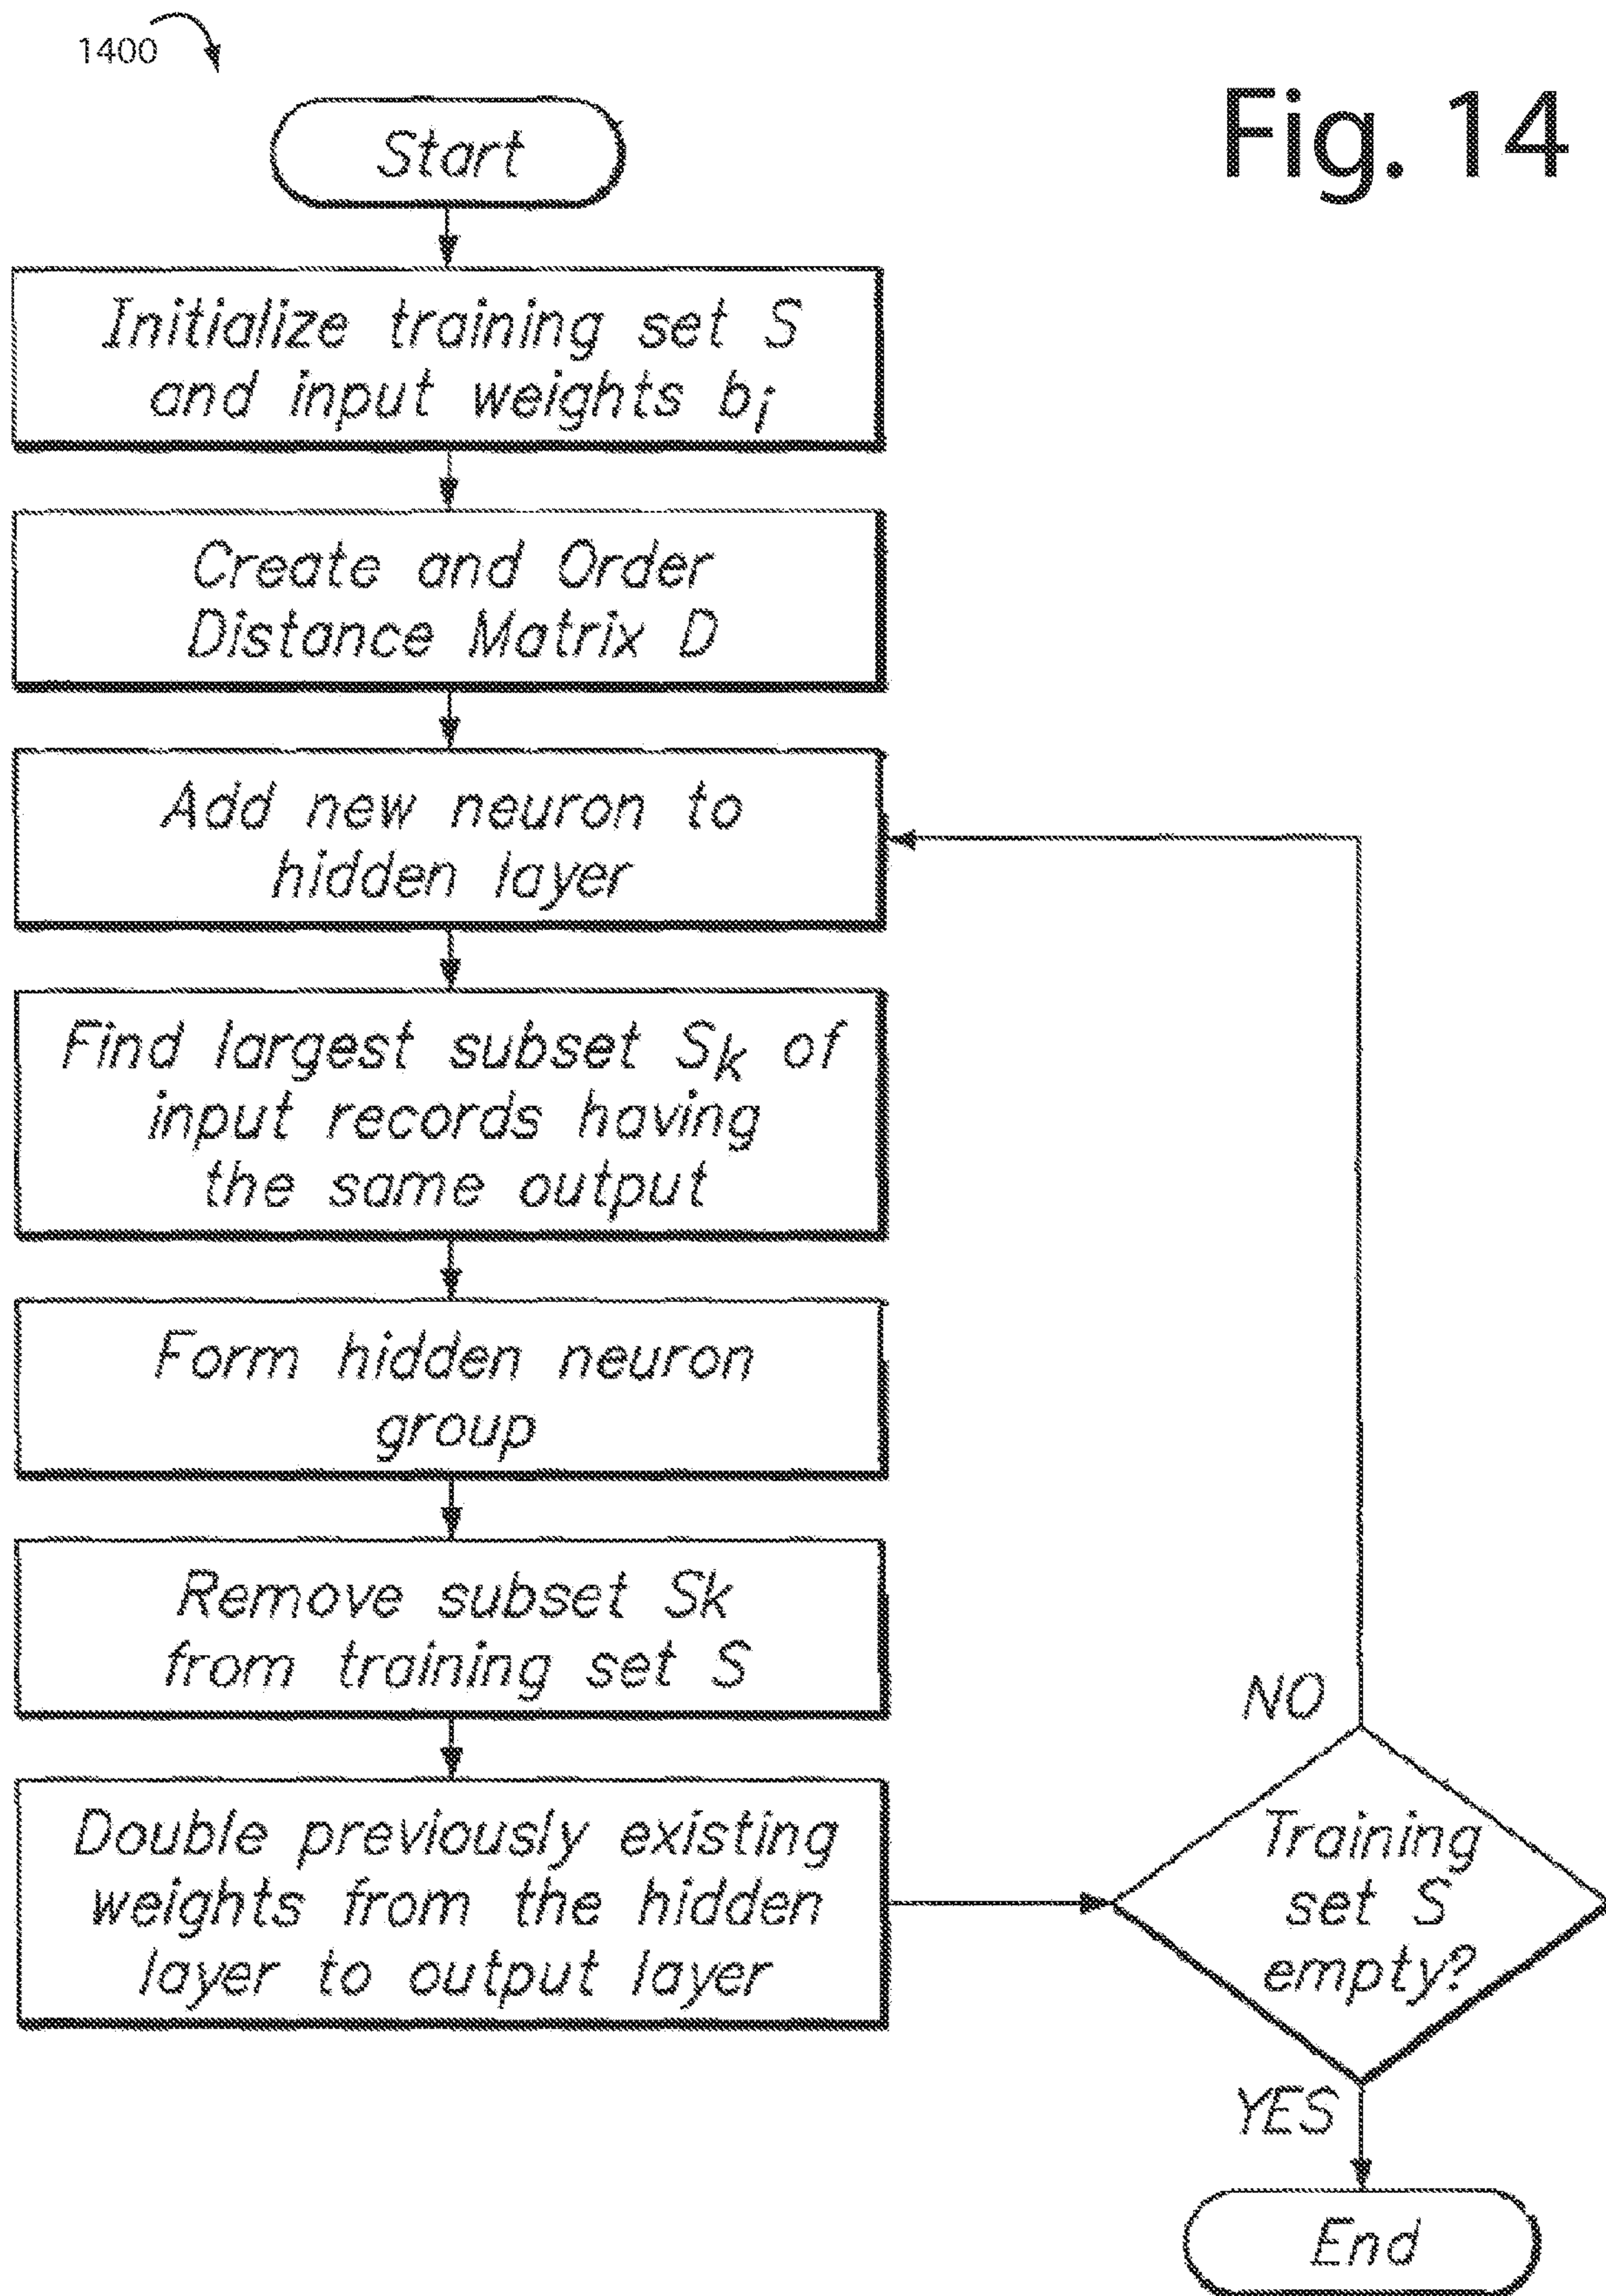 1400
Fig. 14
Start
Initialize training set S
and input weights bi
Create and Order
Distance Matrix D
Add new neuron to
hidden layer
Find largest subset Sk of
input records having
the same output
Form hidden neuron
group
Remove subset Sk
from training set S
Double previously existing
weights from the hidden
layer to output layer
NO
Training
set S
empty?
YES
End